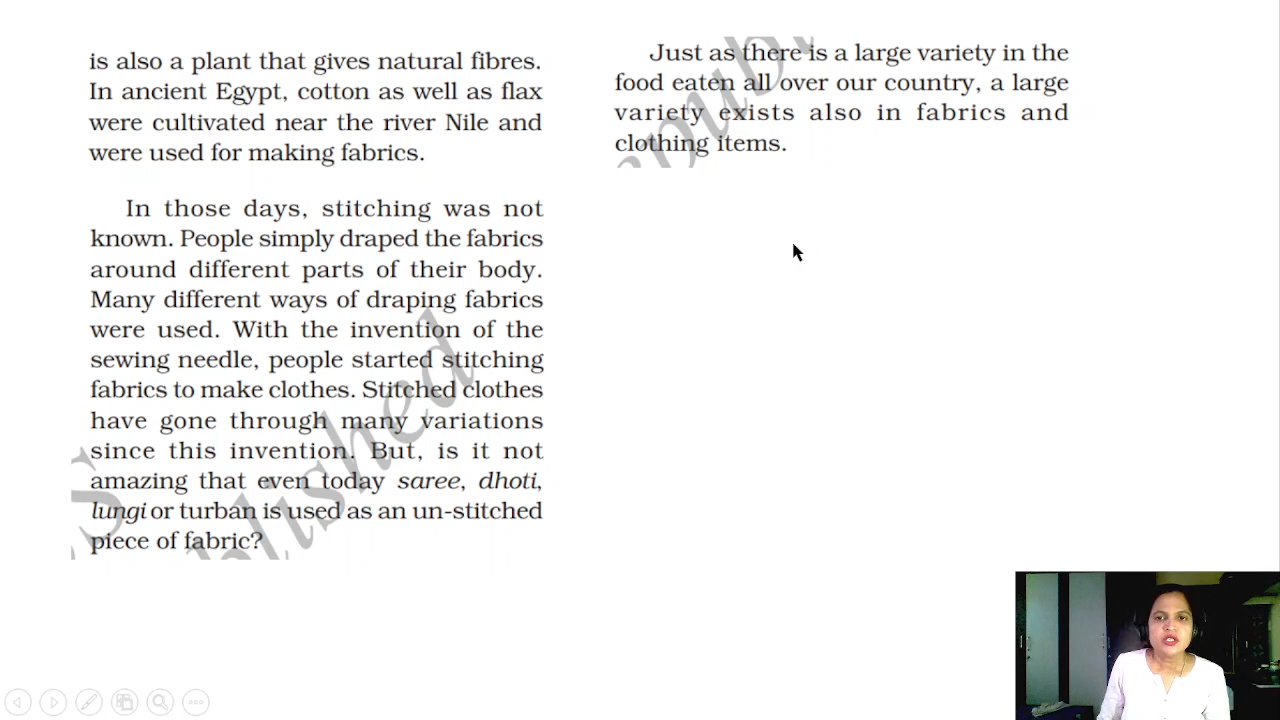 is also a plant that gives natural fibres.
In ancient Egypt, cotton as well as flax
were cultivated near the river Nile and
were used for making fabrics.
In those days, stitching was not
known. People simply draped the fabrics
around different parts of their body.
Many different ways of draping fabrics
were used. With the invention of the
sewing needle, people started stitching
fabrics to make clothes. Stitched clothes
have gone through many variations
since this invention. But, is it not
amazing that even today saree, dhoti,
lungi or turban is used as an un-stitched
piece of fabric?
Just as there is a large variety in the
food eaten all over our country, a large
variety exists also in fabrics and
clothing items.